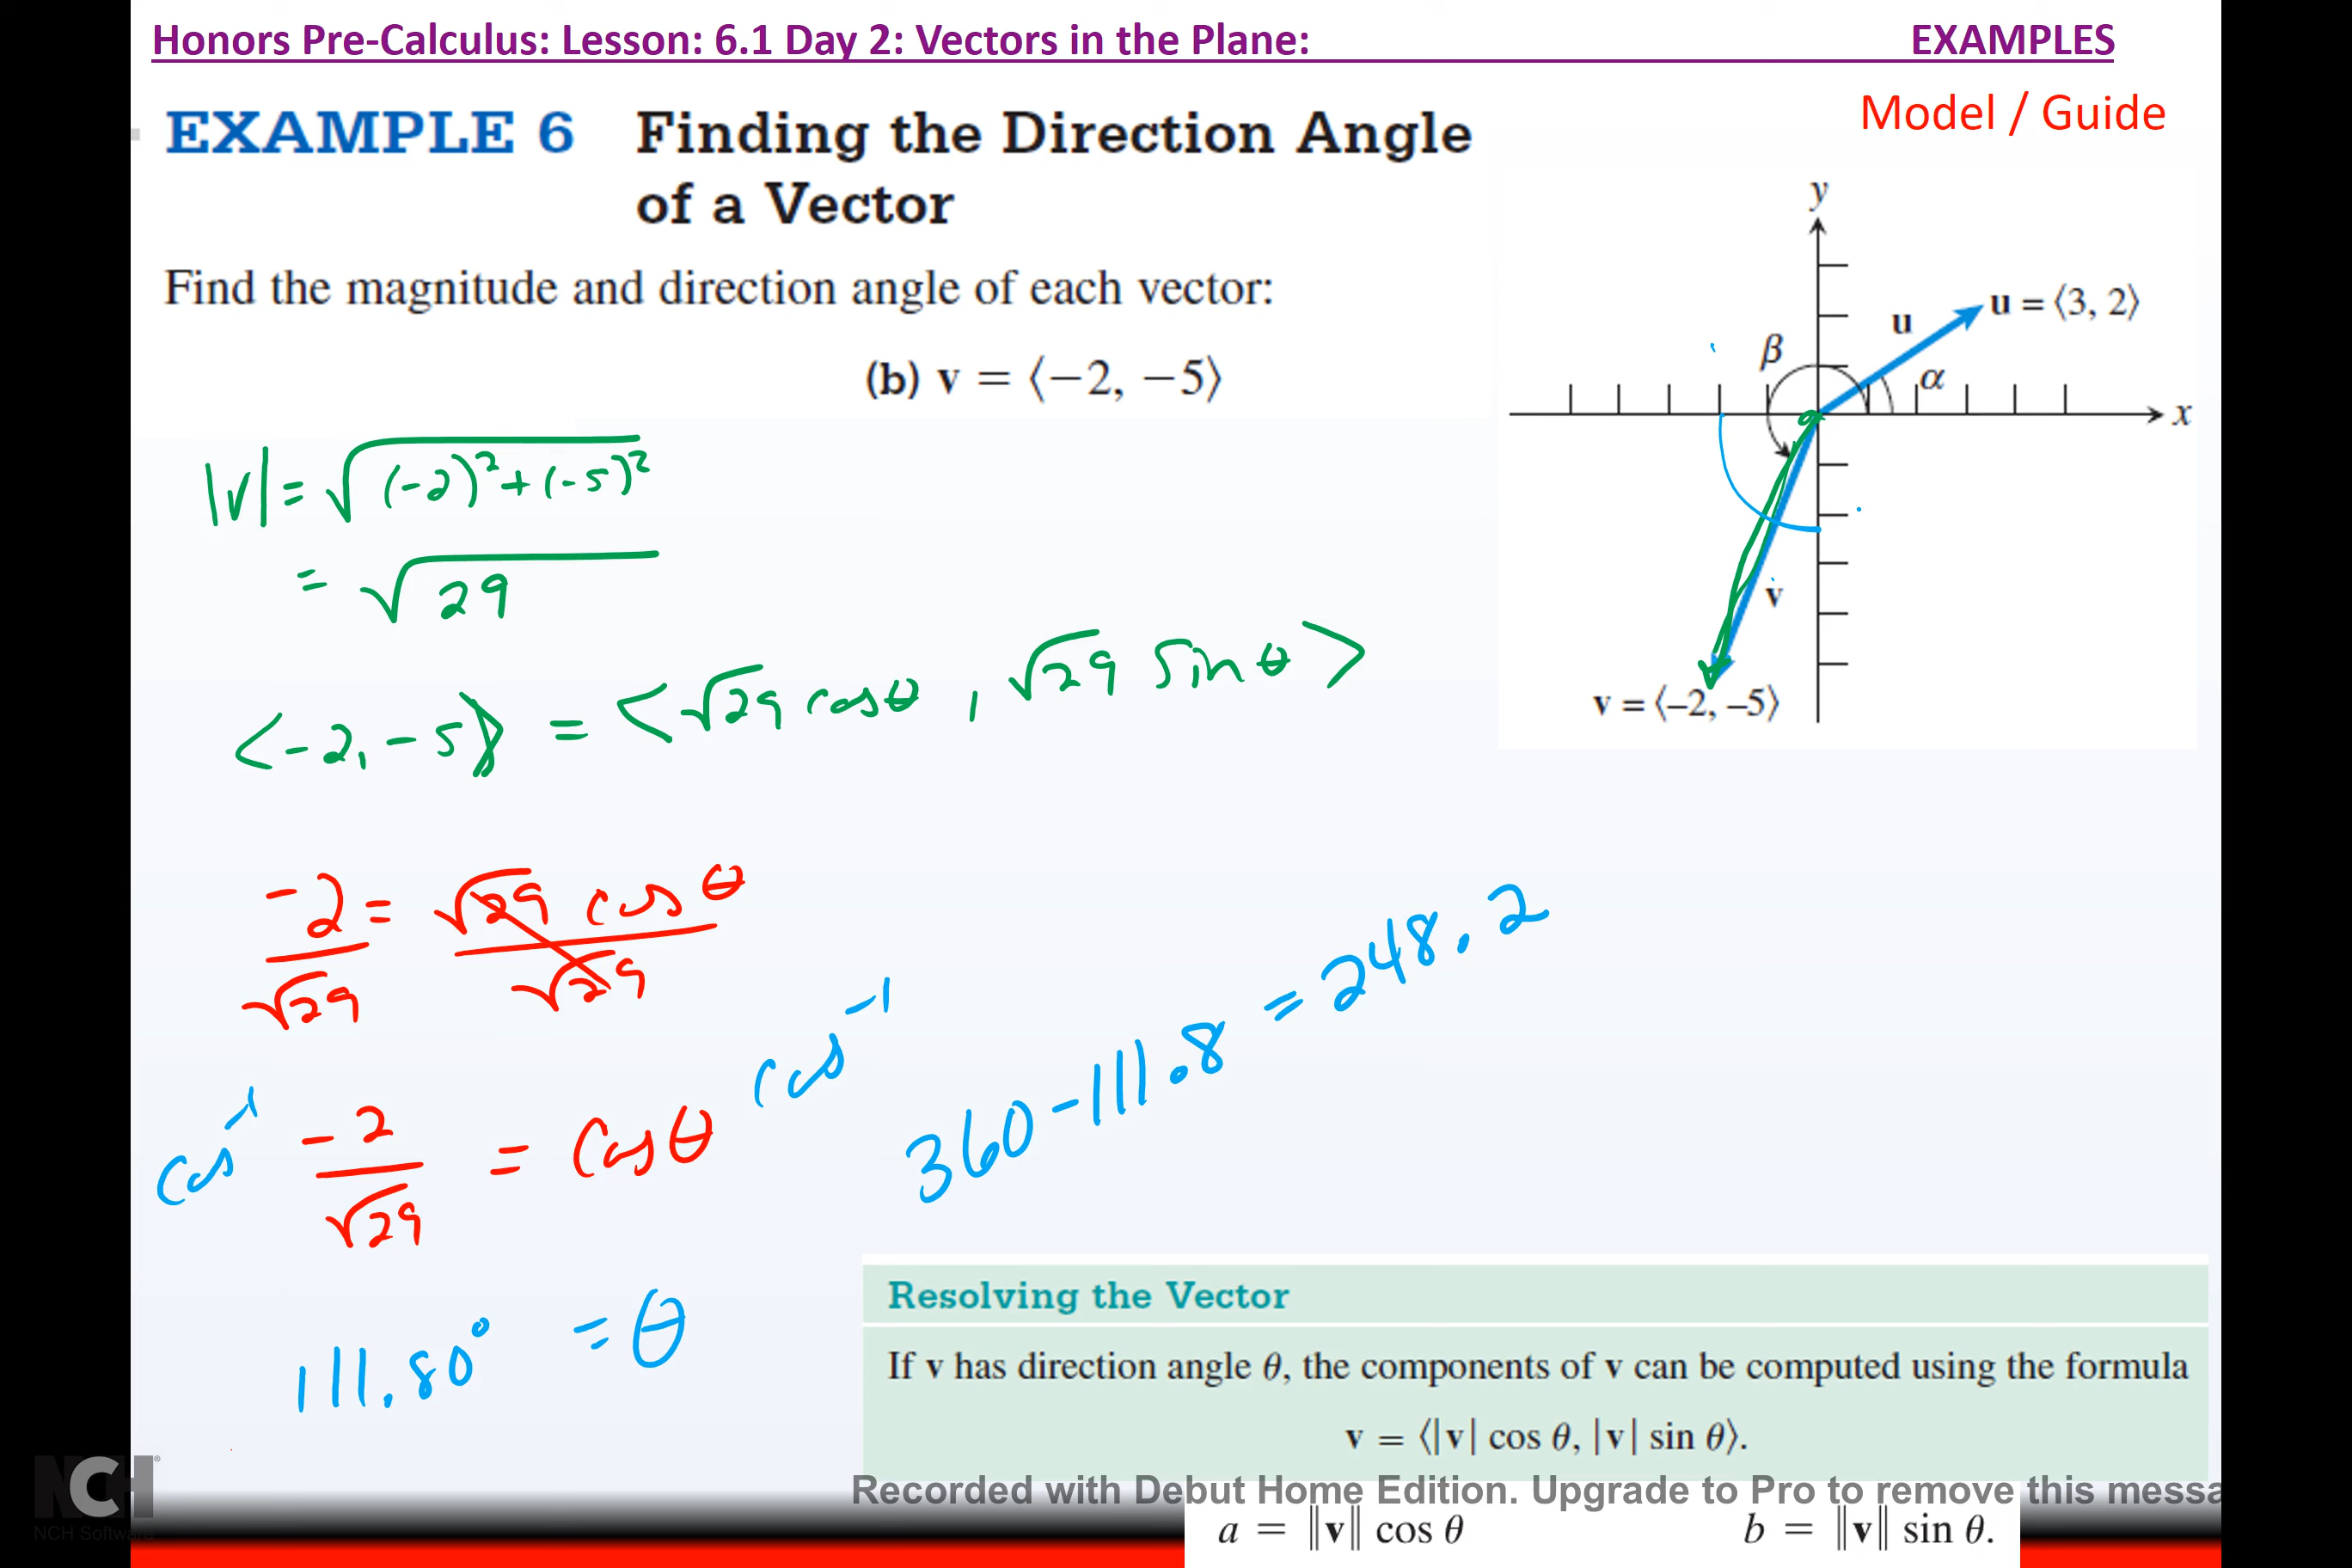 Honors Pre-Calculus: Lesson: 6.1 Day 2: Vectors in the Plane: EXAMPLES
Model / Guide
EXAMPLE 6 Finding the Direction Angle
of a Vector
Find the magnitude and direction angle of each vector:
(b) v = ⟨−2, −5⟩
y
u = ⟨3, 2⟩
u
β
α
x
v
v = ⟨−2, −5⟩
|v| = √((-2)² + (-5)²)
= √29
<-2, -5> = <√29 cosθ, √29 sinθ>
-2/√29 = √29 cosθ/√29
cos⁻¹ -2/√29 = cosθ cos⁻¹
360 - 111.8 = 248.2
111.80° = θ
Resolving the Vector
If v has direction angle θ, the components of v can be computed using the formula
v = ⟨|v| cos θ, |v| sin θ⟩.
NCH®
NCH Software
Recorded with Debut Home Edition. Upgrade to Pro to remove this messa
a = ‖v‖ cos θ b = ‖v‖ sin θ.